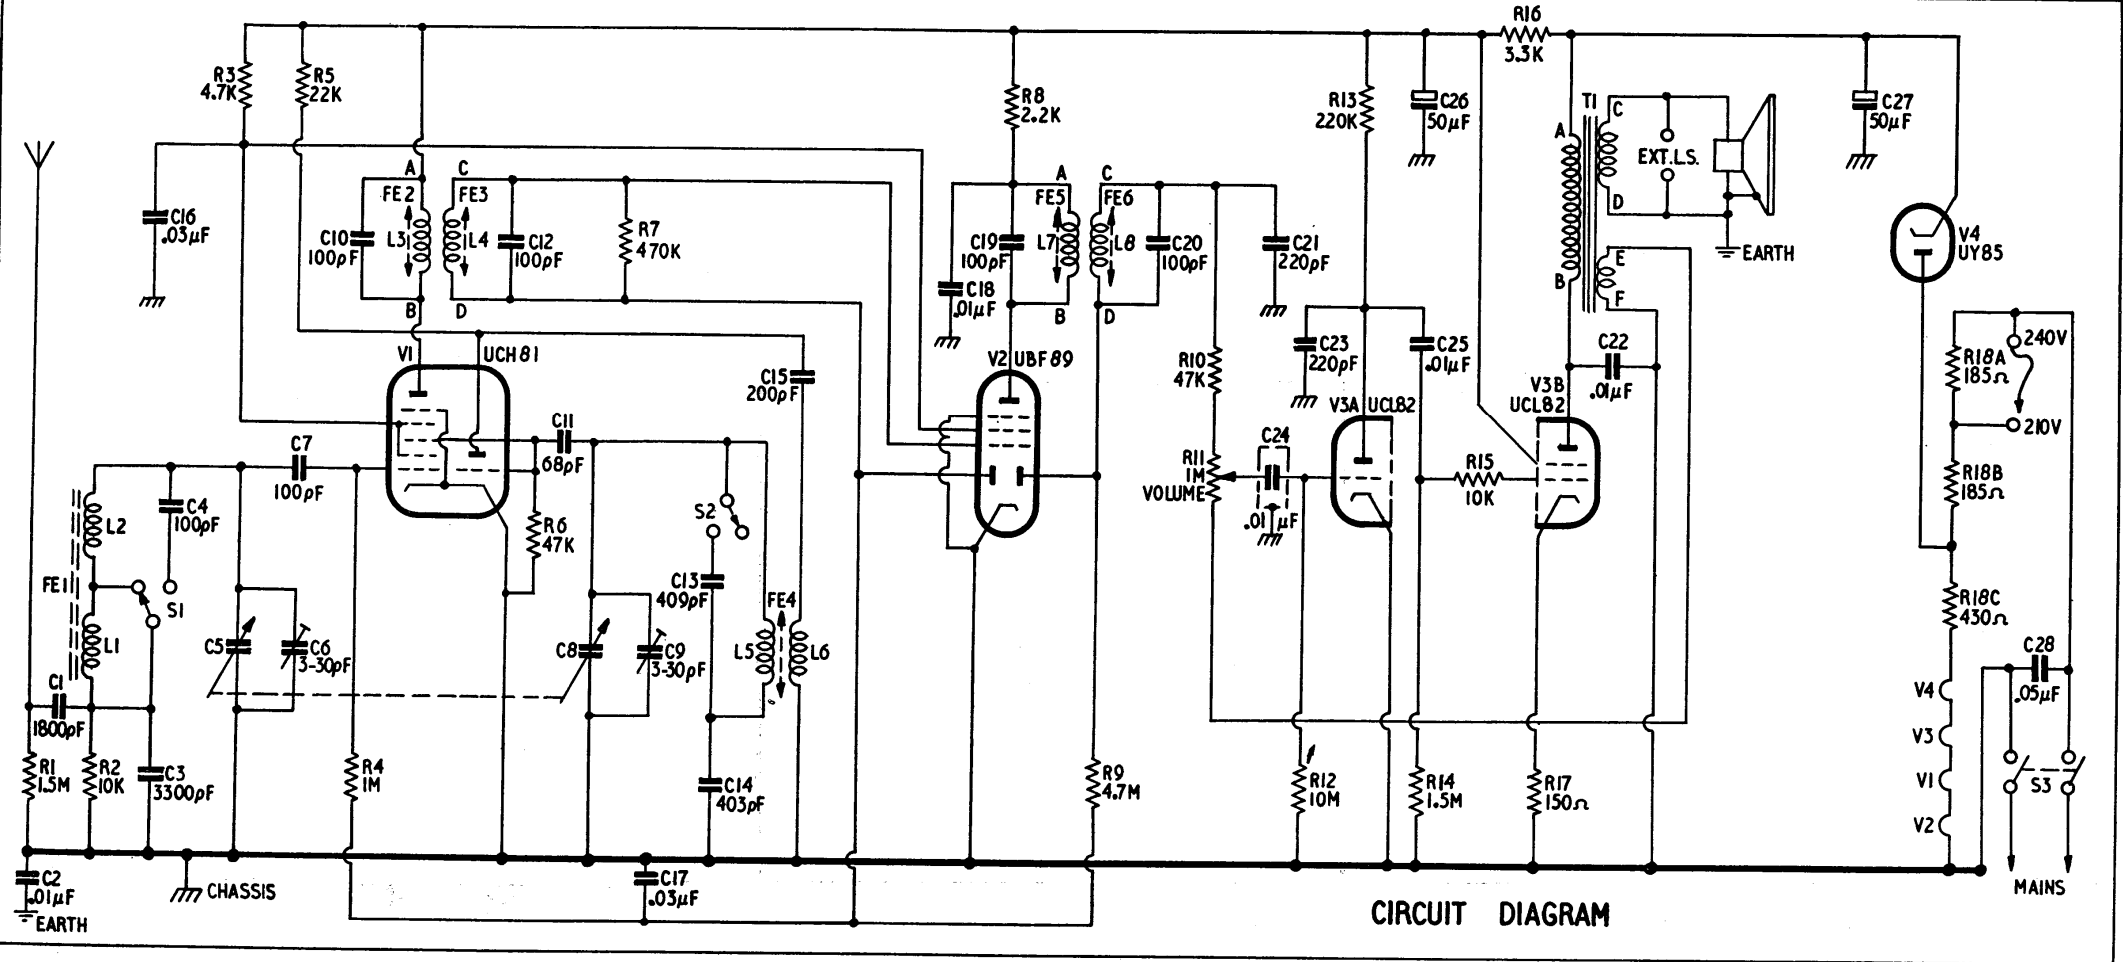 R16
3.3K
R3
4.7K
R5
22K
R8
2.2K
R13
220K
C26
50µF
T1
C
A
EXT.L.S.
D
B
E
F
EARTH
C27
50µF
V4
UY85
C16
.03µF
A
C
FE2
FE3
C10
100pF
L3
L4
C12
100pF
R7
470K
B
D
A
C
FE5
FE6
C19
100pF
L7
L8
C20
100pF
C21
220pF
C18
.01µF
B
D
V1
UCH81
C15
200pF
V2
UBF89
R10
47K
C23
220pF
C25
.01µF
C22
.01µF
V3A
UCL82
V3B
UCL82
240V
R18A
185Ω
210V
R18B
185Ω
R18C
430Ω
C7
100pF
C11
68pF
R11
1M
VOLUME
C24
.01 µF
R15
10K
L2
C4
100pF
R6
47K
S2
FE1
S1
C13
409pF
FE4
L1
C5
C6
3-30pF
C8
C9
3-30pF
L5
L6
C1
1800pF
C28
.05µF
V4
V3
V1
V2
S3
R1
1.5M
R2
10K
C3
3300pF
R4
1M
C14
403pF
R9
4.7M
R12
10M
R14
1.5M
R17
150Ω
C2
.01µF
EARTH
CHASSIS
C17
.03µF
MAINS
CIRCUIT DIAGRAM